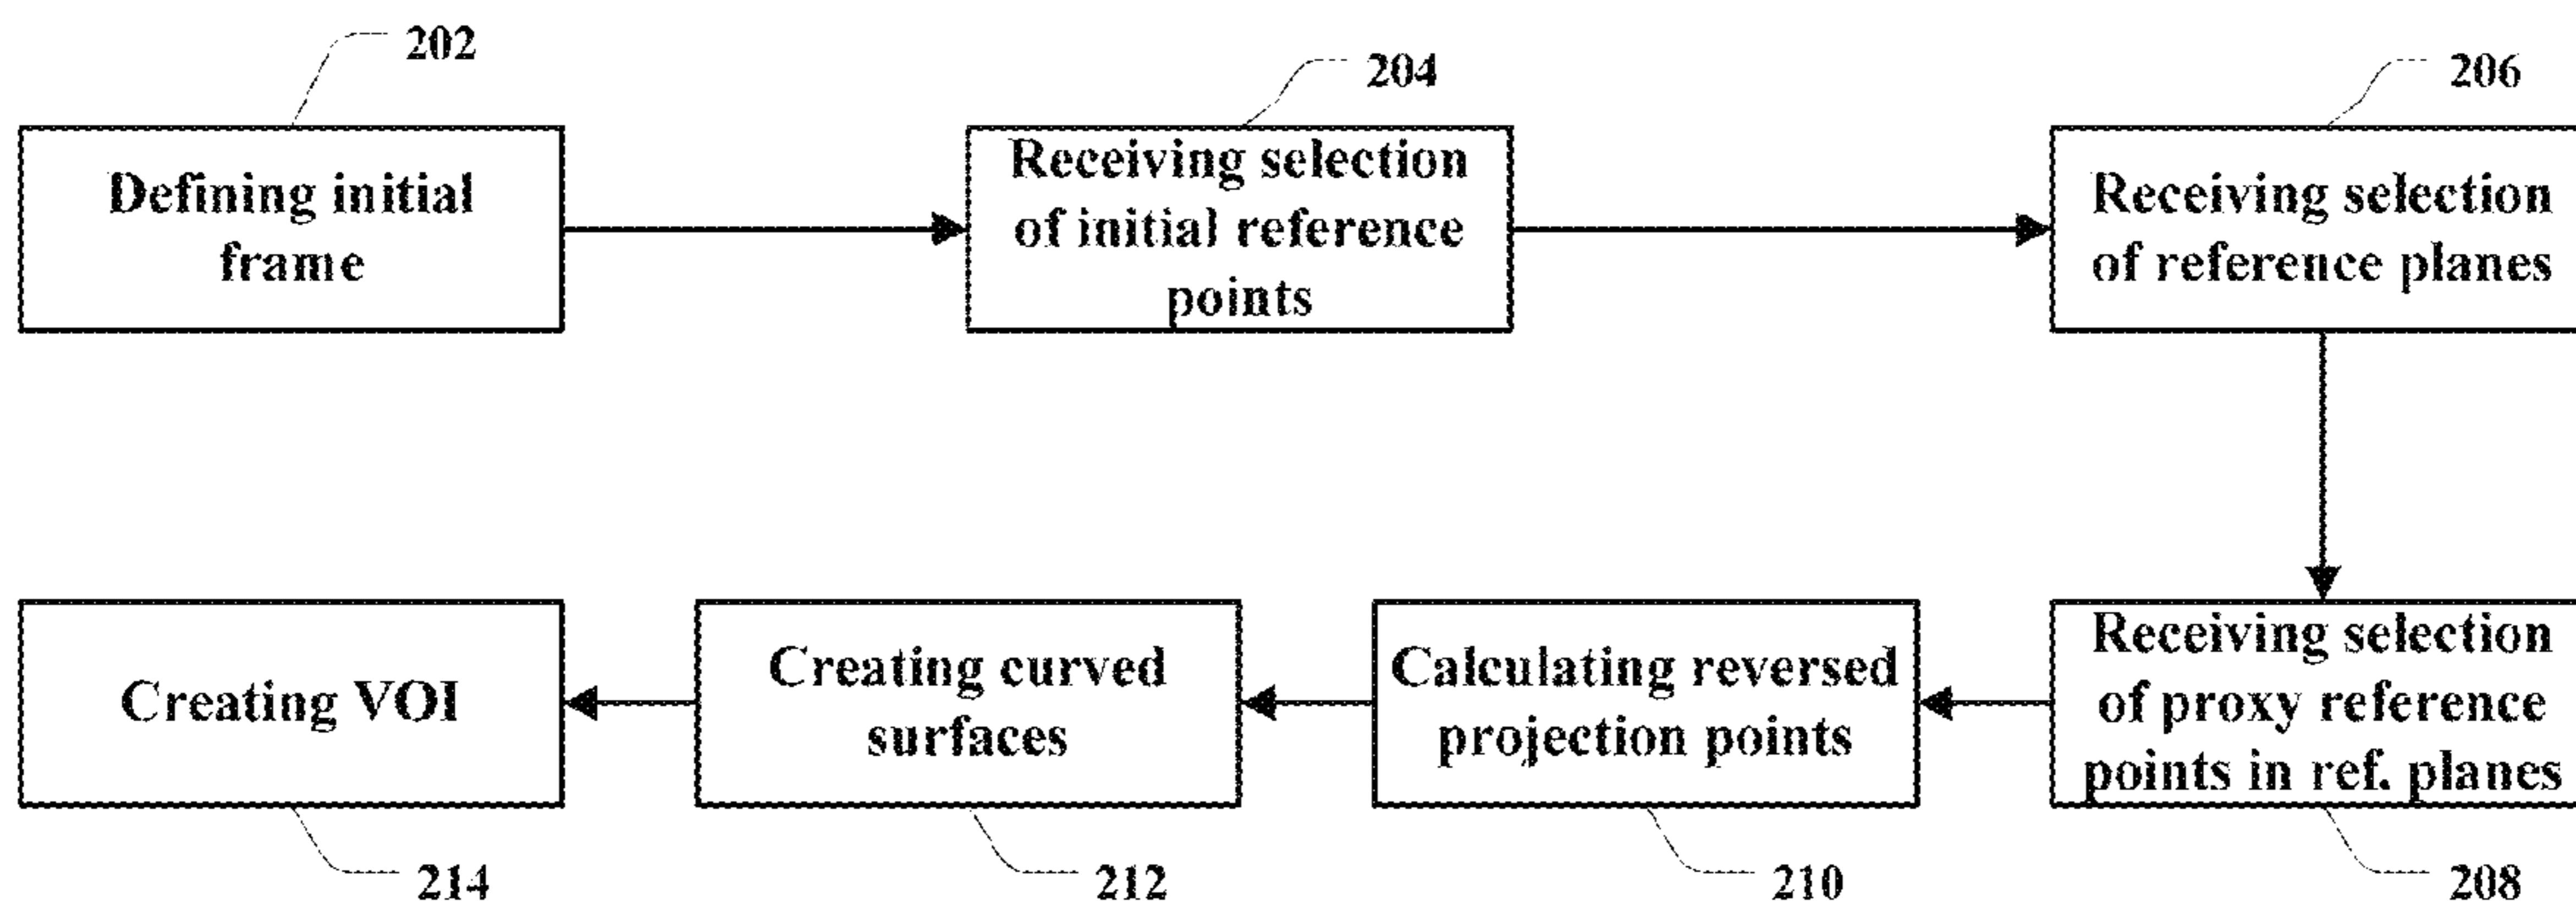 202
204
206
Defining initial
frame
Receiving selection
of initial reference
points
Receiving selection
of reference planes
Creating VOI
Creating curved
surfaces
Calculating reversed
projection points
Receiving selection
of proxy reference
points in ref. planes
214
212
210
208